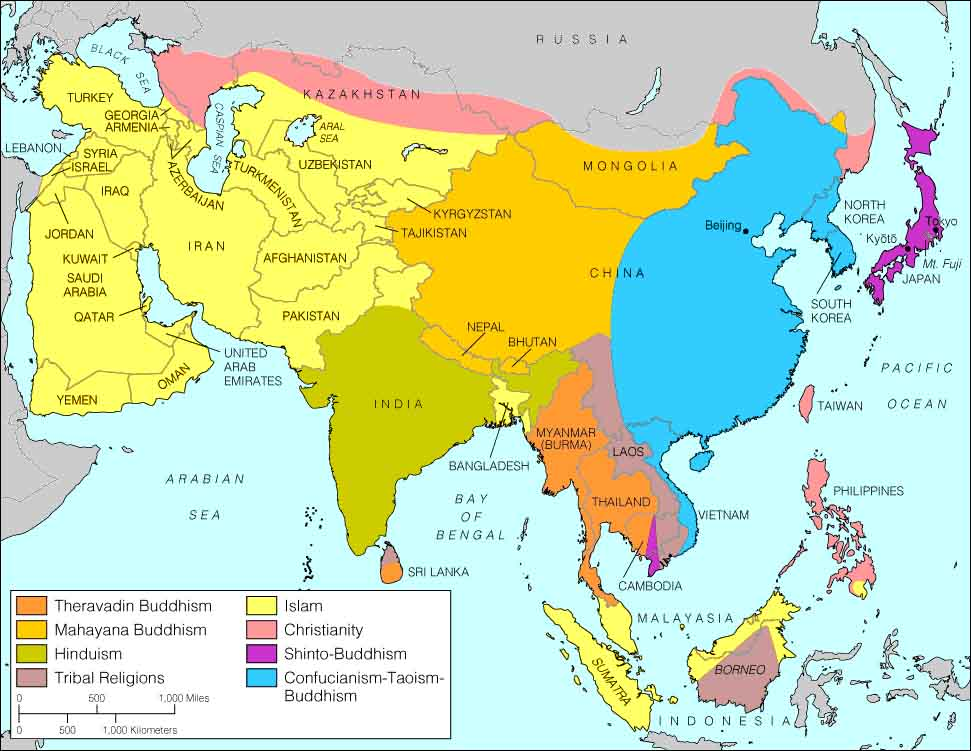 RUSSIA
BLACK
SEA
KAZAKHSTAN
TURKEY
GEORGIA
ARMENIA
CASPIAN
SEA
ARAL
SEA
LEBANON
SYRIA
ISRAEL
UZBEKISTAN
MONGOLIA
IRAQ
AZERBAIJAN
TURKMENISTAN
KYRGYZSTAN
NORTH
KOREA
JORDAN
TAJIKISTAN
Beijing
Tokyo
Kyōtō
IRAN
KUWAIT
AFGHANISTAN
Mt. Fuji
JAPAN
SAUDI
ARABIA
CHINA
QATAR
PAKISTAN
SOUTH
KOREA
NEPAL
BHUTAN
UNITED
ARAB
EMIRATES
OMAN
YEMEN
INDIA
PACIFIC
OCEAN
TAIWAN
MYANMAR
(BURMA)
LAOS
BANGLADESH
ARABIAN
SEA
BAY
OF
BENGAL
THAILAND
VIETNAM
PHILIPPINES
SRI LANKA
CAMBODIA
MALAYASIA
SUMATRA
BORNEO
INDONESIA
Theravadin Buddhism
Mahayana Buddhism
Hinduism
Tribal Religions
Islam
Christianity
Shinto-Buddhism
Confucianism-Taoism-
Buddhism
0 500 1,000 Miles
0 500 1,000 Kilometers